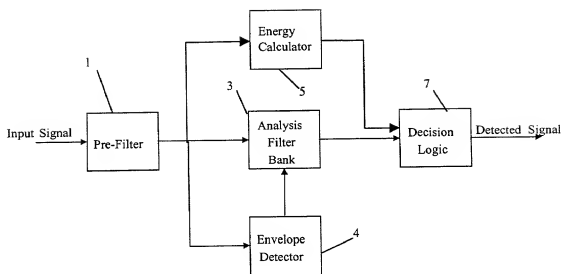 Energy
Calculator
5
1
Input Signal
Pre-Filter
3
Analysis
Filter
Bank
7
Decision
Logic
Detected Signal
Envelope
Detector
4